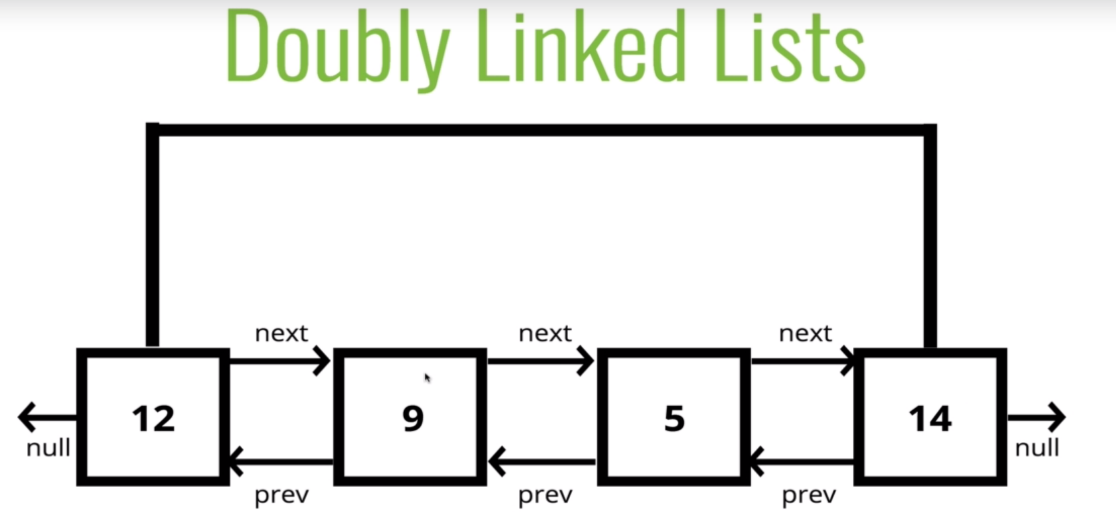 Doubly Linked Lists
next next next
12 9 5 14
null null
prev prev prev